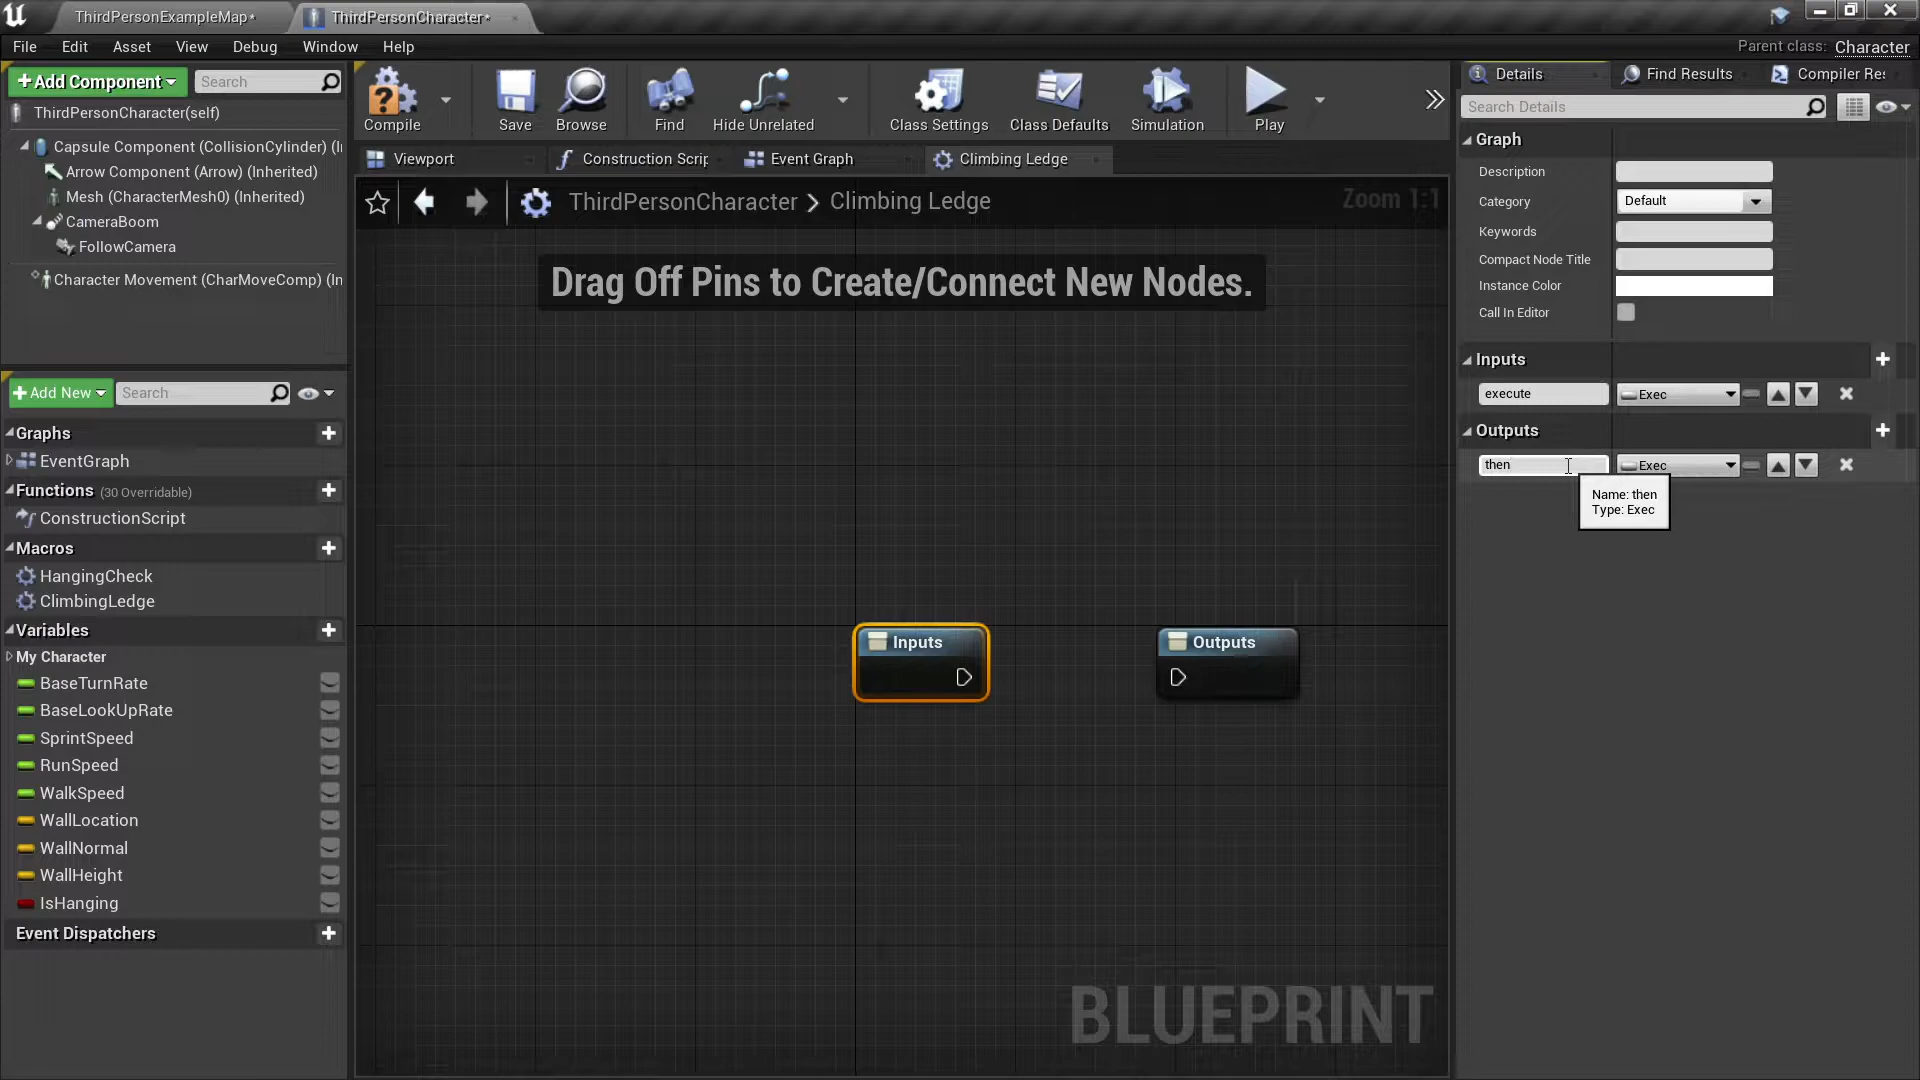 ThirdPersonExampleMap*
ThirdPersonCharacter*
File Edit Asset View Debug Window Help
Parent class: Character
Add Component
Search
ThirdPersonCharacter(self)
Capsule Component (CollisionCylinder) (I
Arrow Component (Arrow) (Inherited)
Mesh (CharacterMesh0) (Inherited)
CameraBoom
FollowCamera
Character Movement (CharMoveComp) (In
Add New
Search
Graphs
EventGraph
Functions (30 Overridable)
ConstructionScript
Macros
HangingCheck
ClimbingLedge
Variables
My Character
BaseTurnRate
BaseLookUpRate
SprintSpeed
RunSpeed
WalkSpeed
WallLocation
WallNormal
WallHeight
IsHanging
Event Dispatchers
Compile Save Browse Find Hide Unrelated Class Settings Class Defaults Simulation Play
Viewport
Construction Scrip
Event Graph
Climbing Ledge
ThirdPersonCharacter > Climbing Ledge
Zoom 1:1
Drag Off Pins to Create/Connect New Nodes.
Inputs
Outputs
BLUEPRINT
Details
Find Results
Compiler Res
Search Details
Graph
Description
Category Default
Keywords
Compact Node Title
Instance Color
Call In Editor
Inputs
execute Exec
Outputs
then Exec
Name: then
Type: Exec